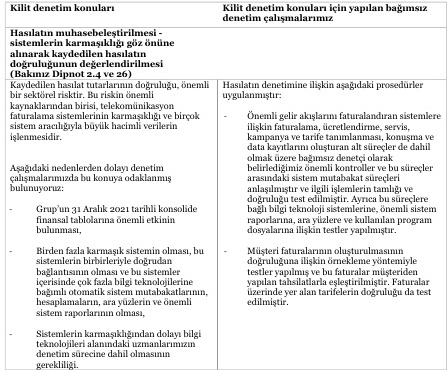 Kilit denetim konuları
Kilit denetim konuları için yapılan bağımsız
denetim çalışmalarımız
Hasılatın muhasebeleştirilmesi -
sistemlerin karmaşıklığı göz önüne
alınarak kaydedilen hasılatın
doğruluğunun değerlendirilmesi
(Bakınız Dipnot 2.4 ve 26)
Kaydedilen hasılat tutarlarının doğruluğu, önemli
bir sektörel risktir. Bu riskin önemli
kaynaklarından birisi, telekomünikasyon
faturalama sistemlerinin karmaşıklığı ve birçok
sistem aracılığıyla büyük hacimli verilerin
işlenmesidir.
Aşağıdaki nedenlerden dolayı denetim
çalışmalarımızda bu konuya odaklanmış
bulunuyoruz:
- Grup'un 31 Aralık 2021 tarihli konsolide
finansal tablolarına önemli etkinin
bulunması,
- Birden fazla karmaşık sistemin olması, bu
sistemlerin birbirleriyle doğrudan
bağlantısının olması ve bu sistemler
içerisinde çok fazla bilgi teknolojilerine
bağımlı otomatik sistem mutabakatlarının,
hesaplamaların, ara yüzlerin ve önemli
sistem raporlarının olması,
- Sistemlerin karmaşıklığından dolayı bilgi
teknolojileri alanındaki uzmanlarımızın
denetim sürecine dahil olmasının
gerekliliği.
Hasılatın denetimine ilişkin aşağıdaki prosedürler
uygulanmıştır:
- Önemli gelir akışlarını faturalandıran sistemlere
ilişkin faturalama, ücretlendirme, servis,
kampanya ve tarife tanımlanması, konuşma ve
data kayıtlarını oluşturan alt süreçler de dahil
olmak üzere bağımsız denetçi olarak
belirlediğimiz önemli kontroller ve bu süreçler
arasındaki sistem mutabakat süreçleri
anlaşılmıştır ve ilgili işlemlerin tamlığı ve
doğruluğu test edilmiştir. Ayrıca bu süreçlere
bağlı bilgi teknoloji sistemlerine, önemli sistem
raporlarına, ara yüzlere ve kullanılan program
dosyalarına ilişkin testler yapılmıştır.
- Müşteri faturalarının oluşturulmasının
doğruluğuna ilişkin örnekleme yöntemiyle
testler yapılmış ve bu faturalar müşteriden
yapılan tahsilatlarla eşleştirilmiştir. Faturalar
üzerinde yer alan tarifelerin doğruluğu da test
edilmiştir.